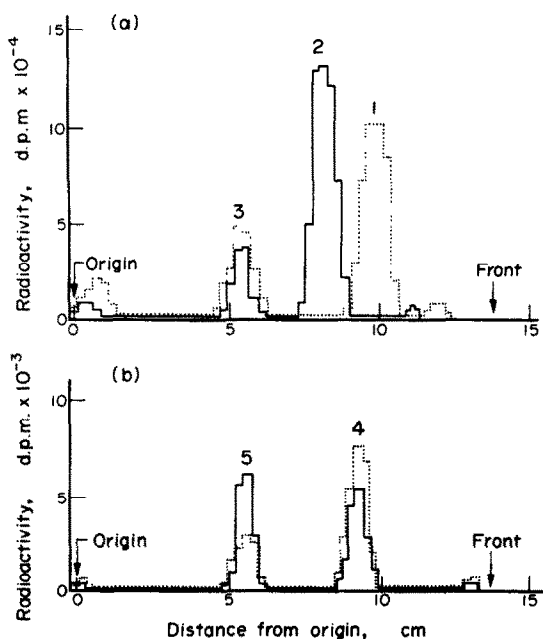 (a)
15
2
1
10
Radioactivity, d.p.m × 10⁻⁴
5
3
Origin
Front
0
5
10
15
(b)
10
Radioactivity, d.p.m. × 10⁻³
5
4
5
Origin
Front
0
0
5
10
15
Distance from origin, cm